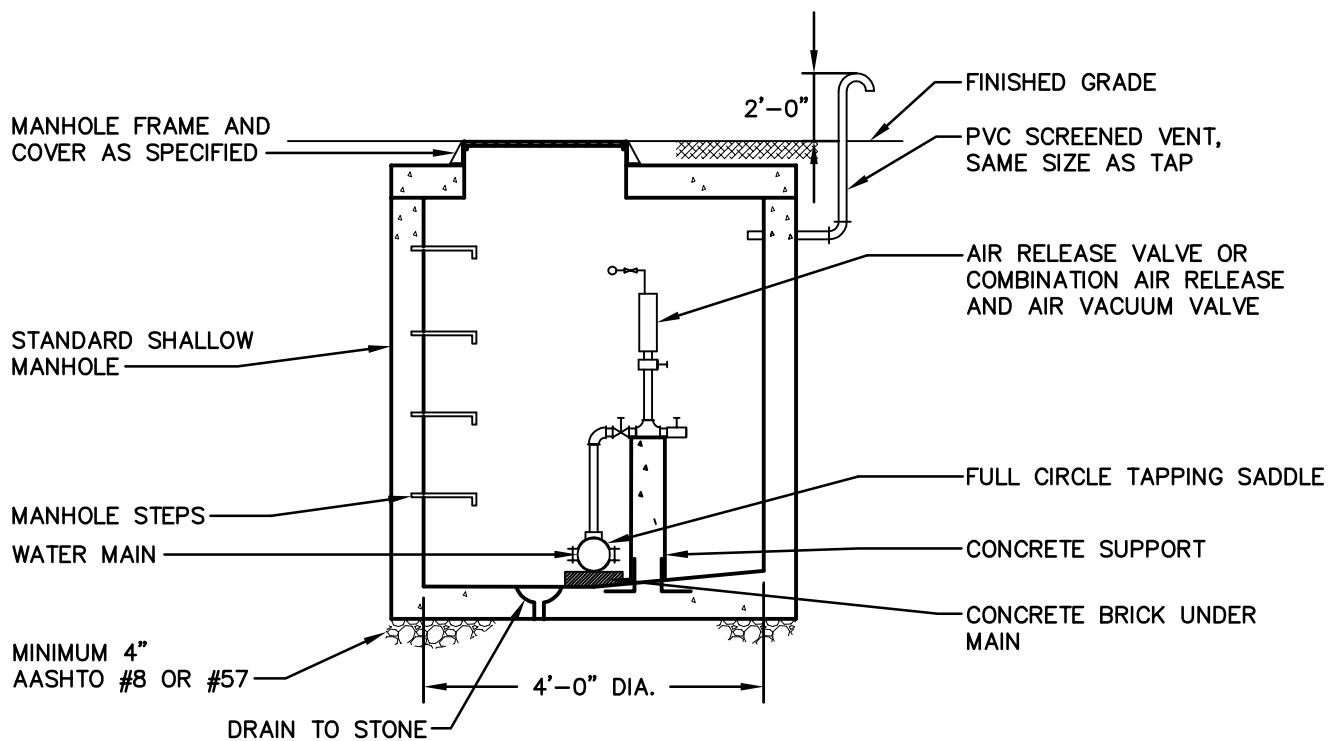 MANHOLE FRAME AND
COVER AS SPECIFIED
STANDARD SHALLOW
MANHOLE
MANHOLE STEPS
WATER MAIN
MINIMUM 4”
AASHTO #8 OR #57
DRAIN TO STONE
4’-0” DIA.
2’-0”
FINISHED GRADE
PVC SCREENED VENT,
SAME SIZE AS TAP
AIR RELEASE VALVE OR
COMBINATION AIR RELEASE
AND AIR VACUUM VALVE
FULL CIRCLE TAPPING SADDLE
CONCRETE SUPPORT
CONCRETE BRICK UNDER
MAIN